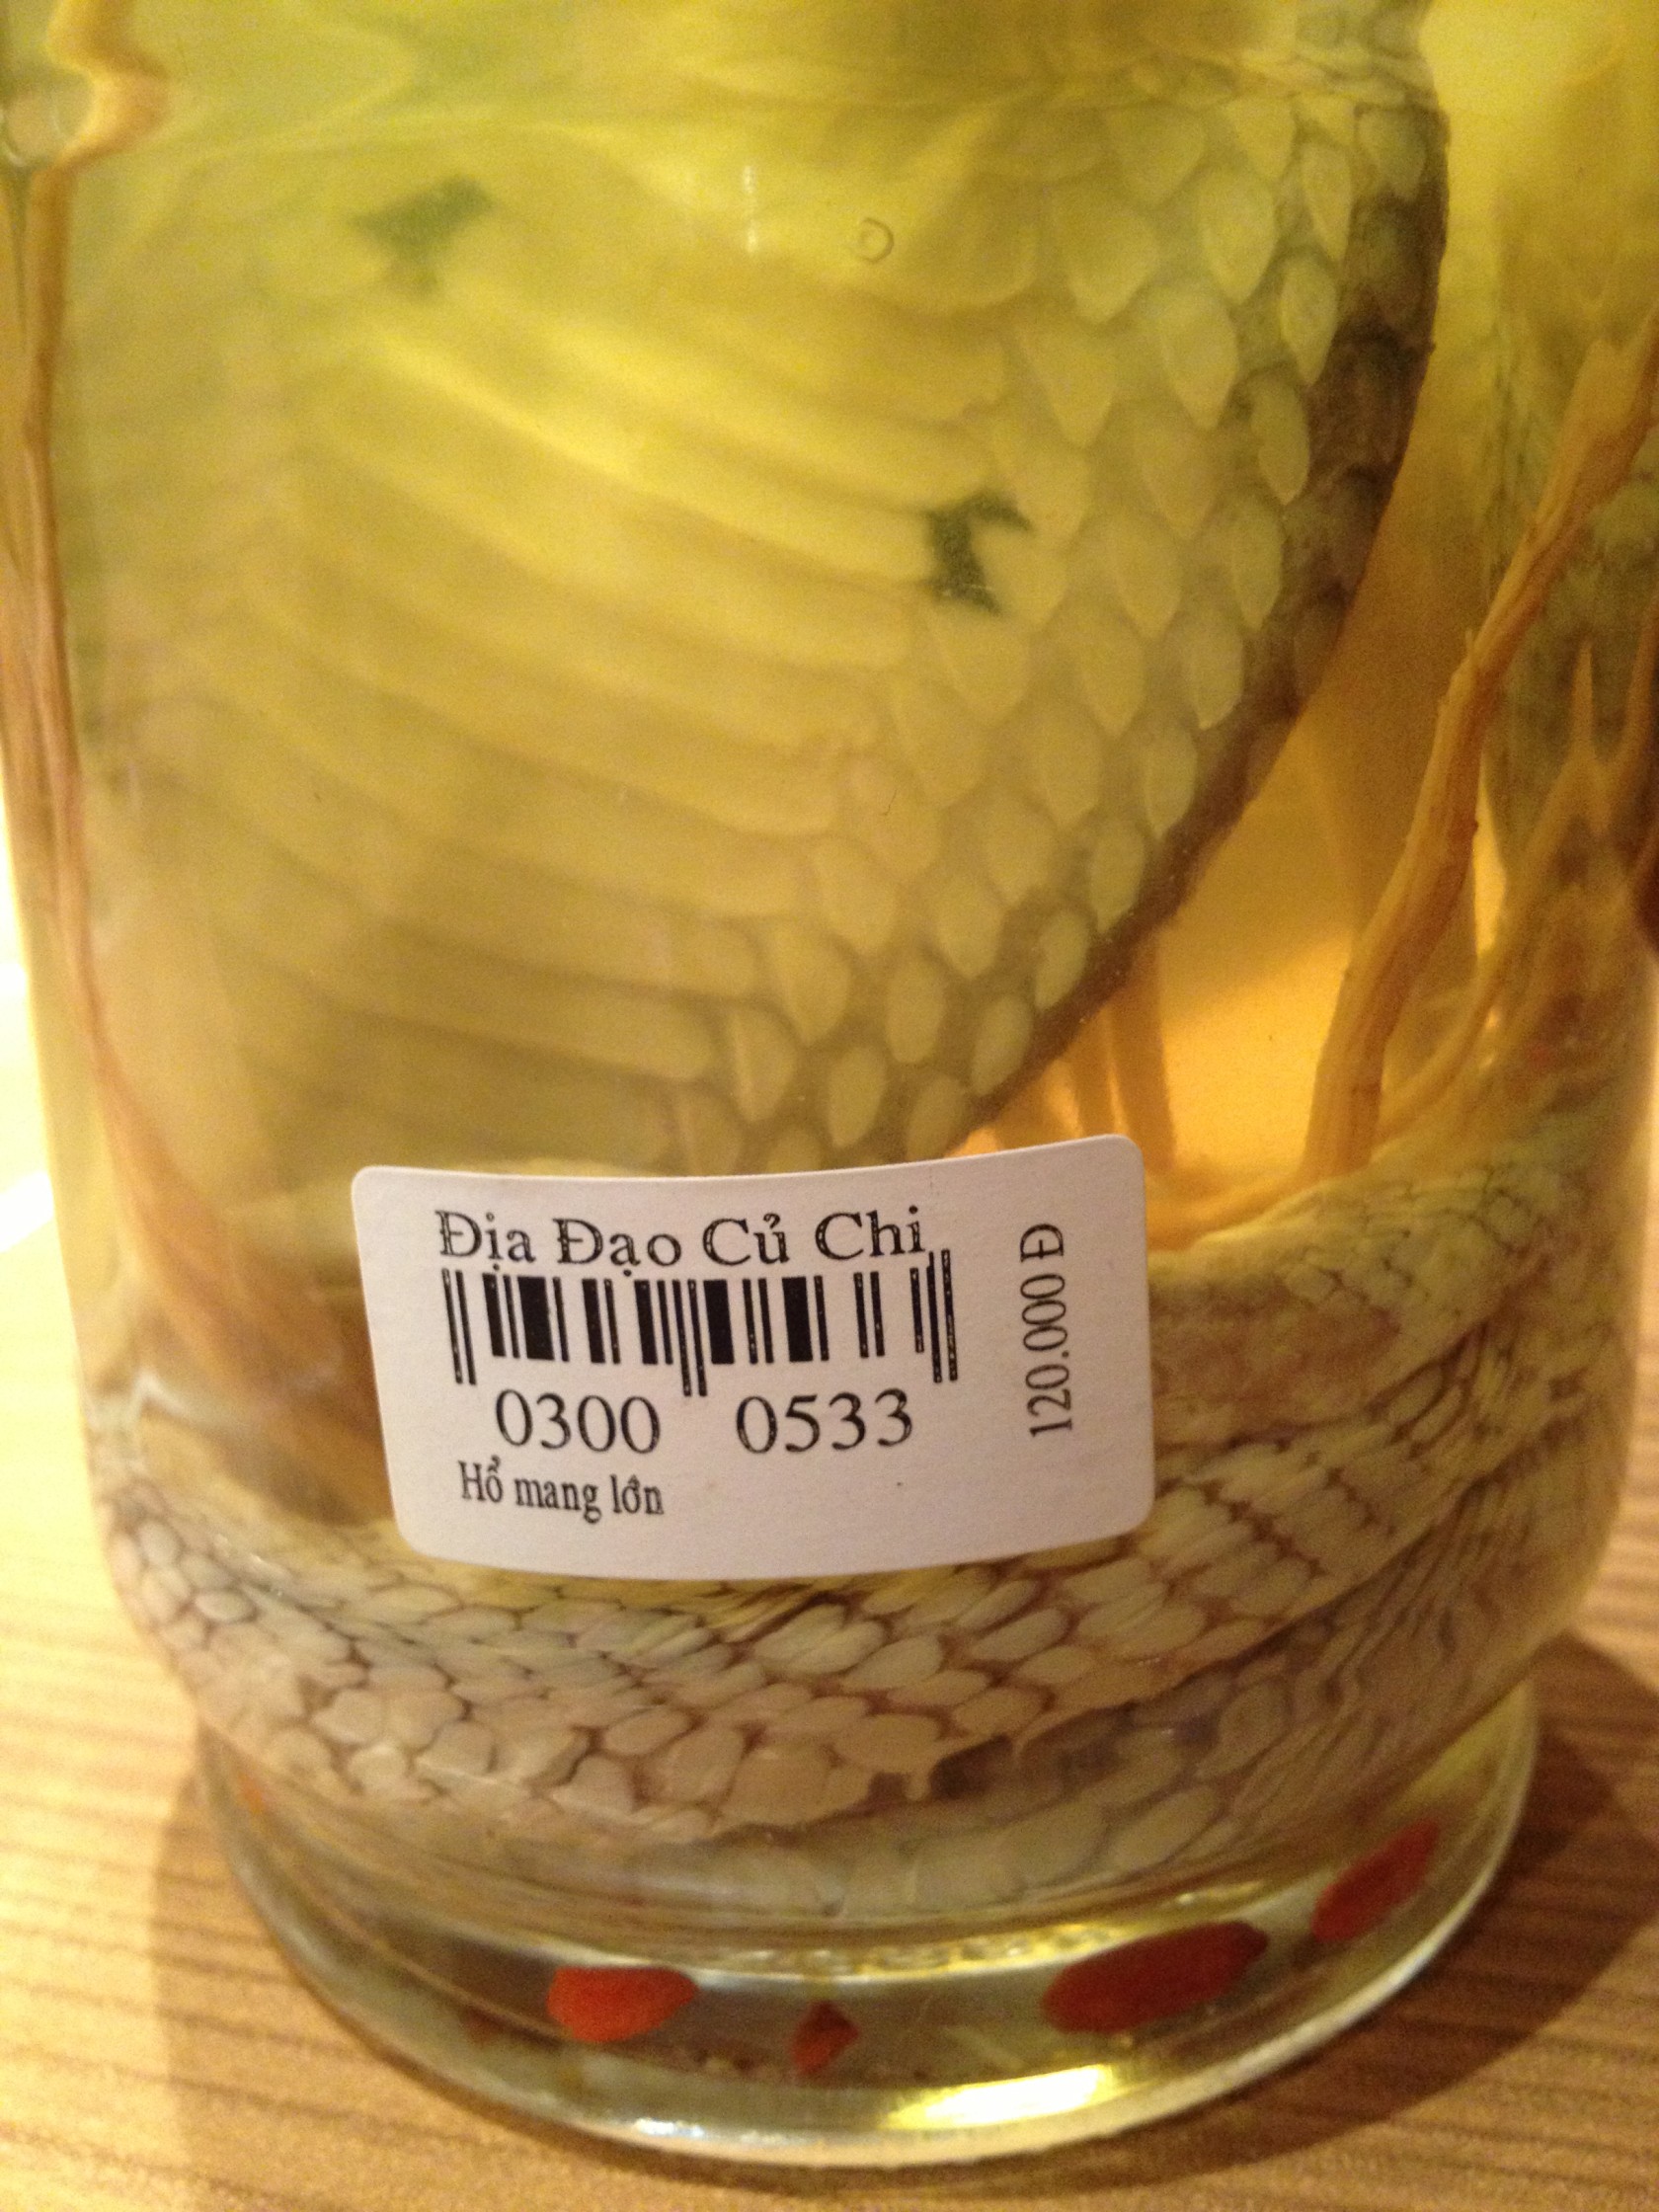 Địa Đạo Củ Chi
0300 0533
Hổ mang lớn
120.000 Đ